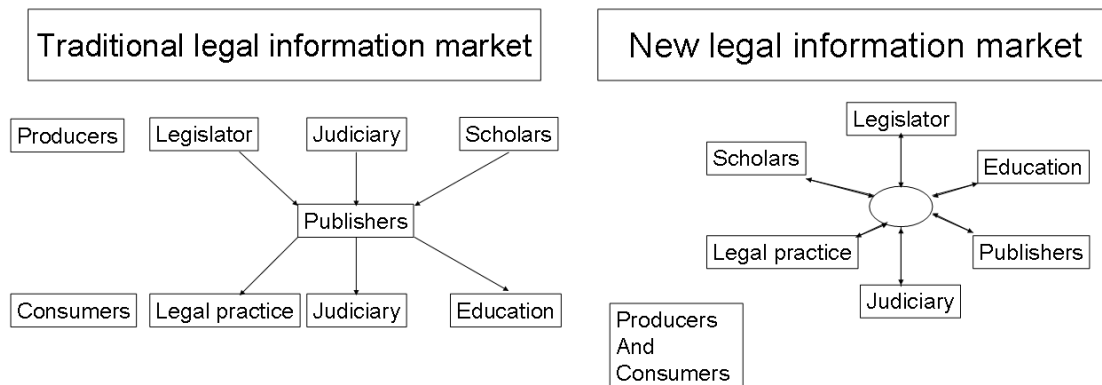 Traditional legal information market
Producers
Legislator
Judiciary
Scholars
Publishers
Consumers
Legal practice
Judiciary
Education
New legal information market
Legislator
Scholars
Education
Legal practice
Publishers
Judiciary
Producers
And
Consumers